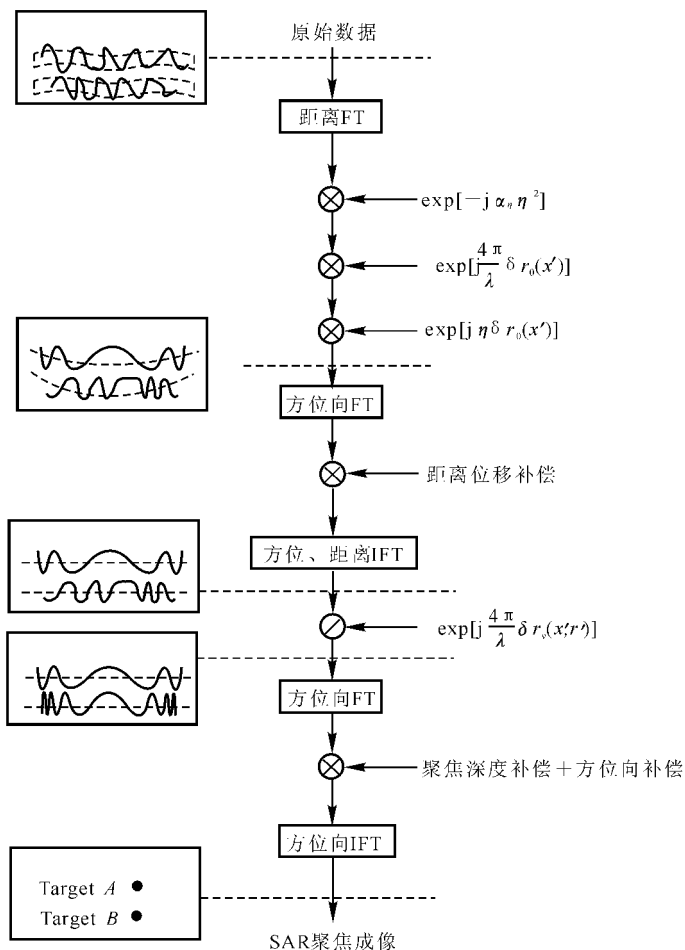 原始数据
距离FT
exp[−j α_η η²]
exp[j 4π/λ δ r₀(x′)]
exp[j η δ r₀(x′)]
方位向FT
距离位移补偿
方位、距离IFT
exp[j 4π/λ δ rₛ(x′,r′)]
方位向FT
聚焦深度补偿＋方位向补偿
方位向IFT
Target A
Target B
SAR聚焦成像